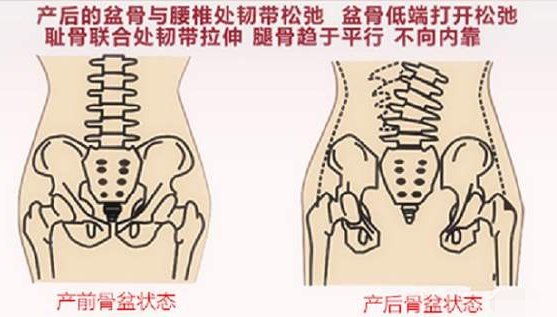 产后的盆骨与腰椎处韧带松弛 盆骨低端打开松弛
耻骨联合处韧带拉伸 腿骨趋于平行 不向内靠
产前骨盆状态
产后骨盆状态